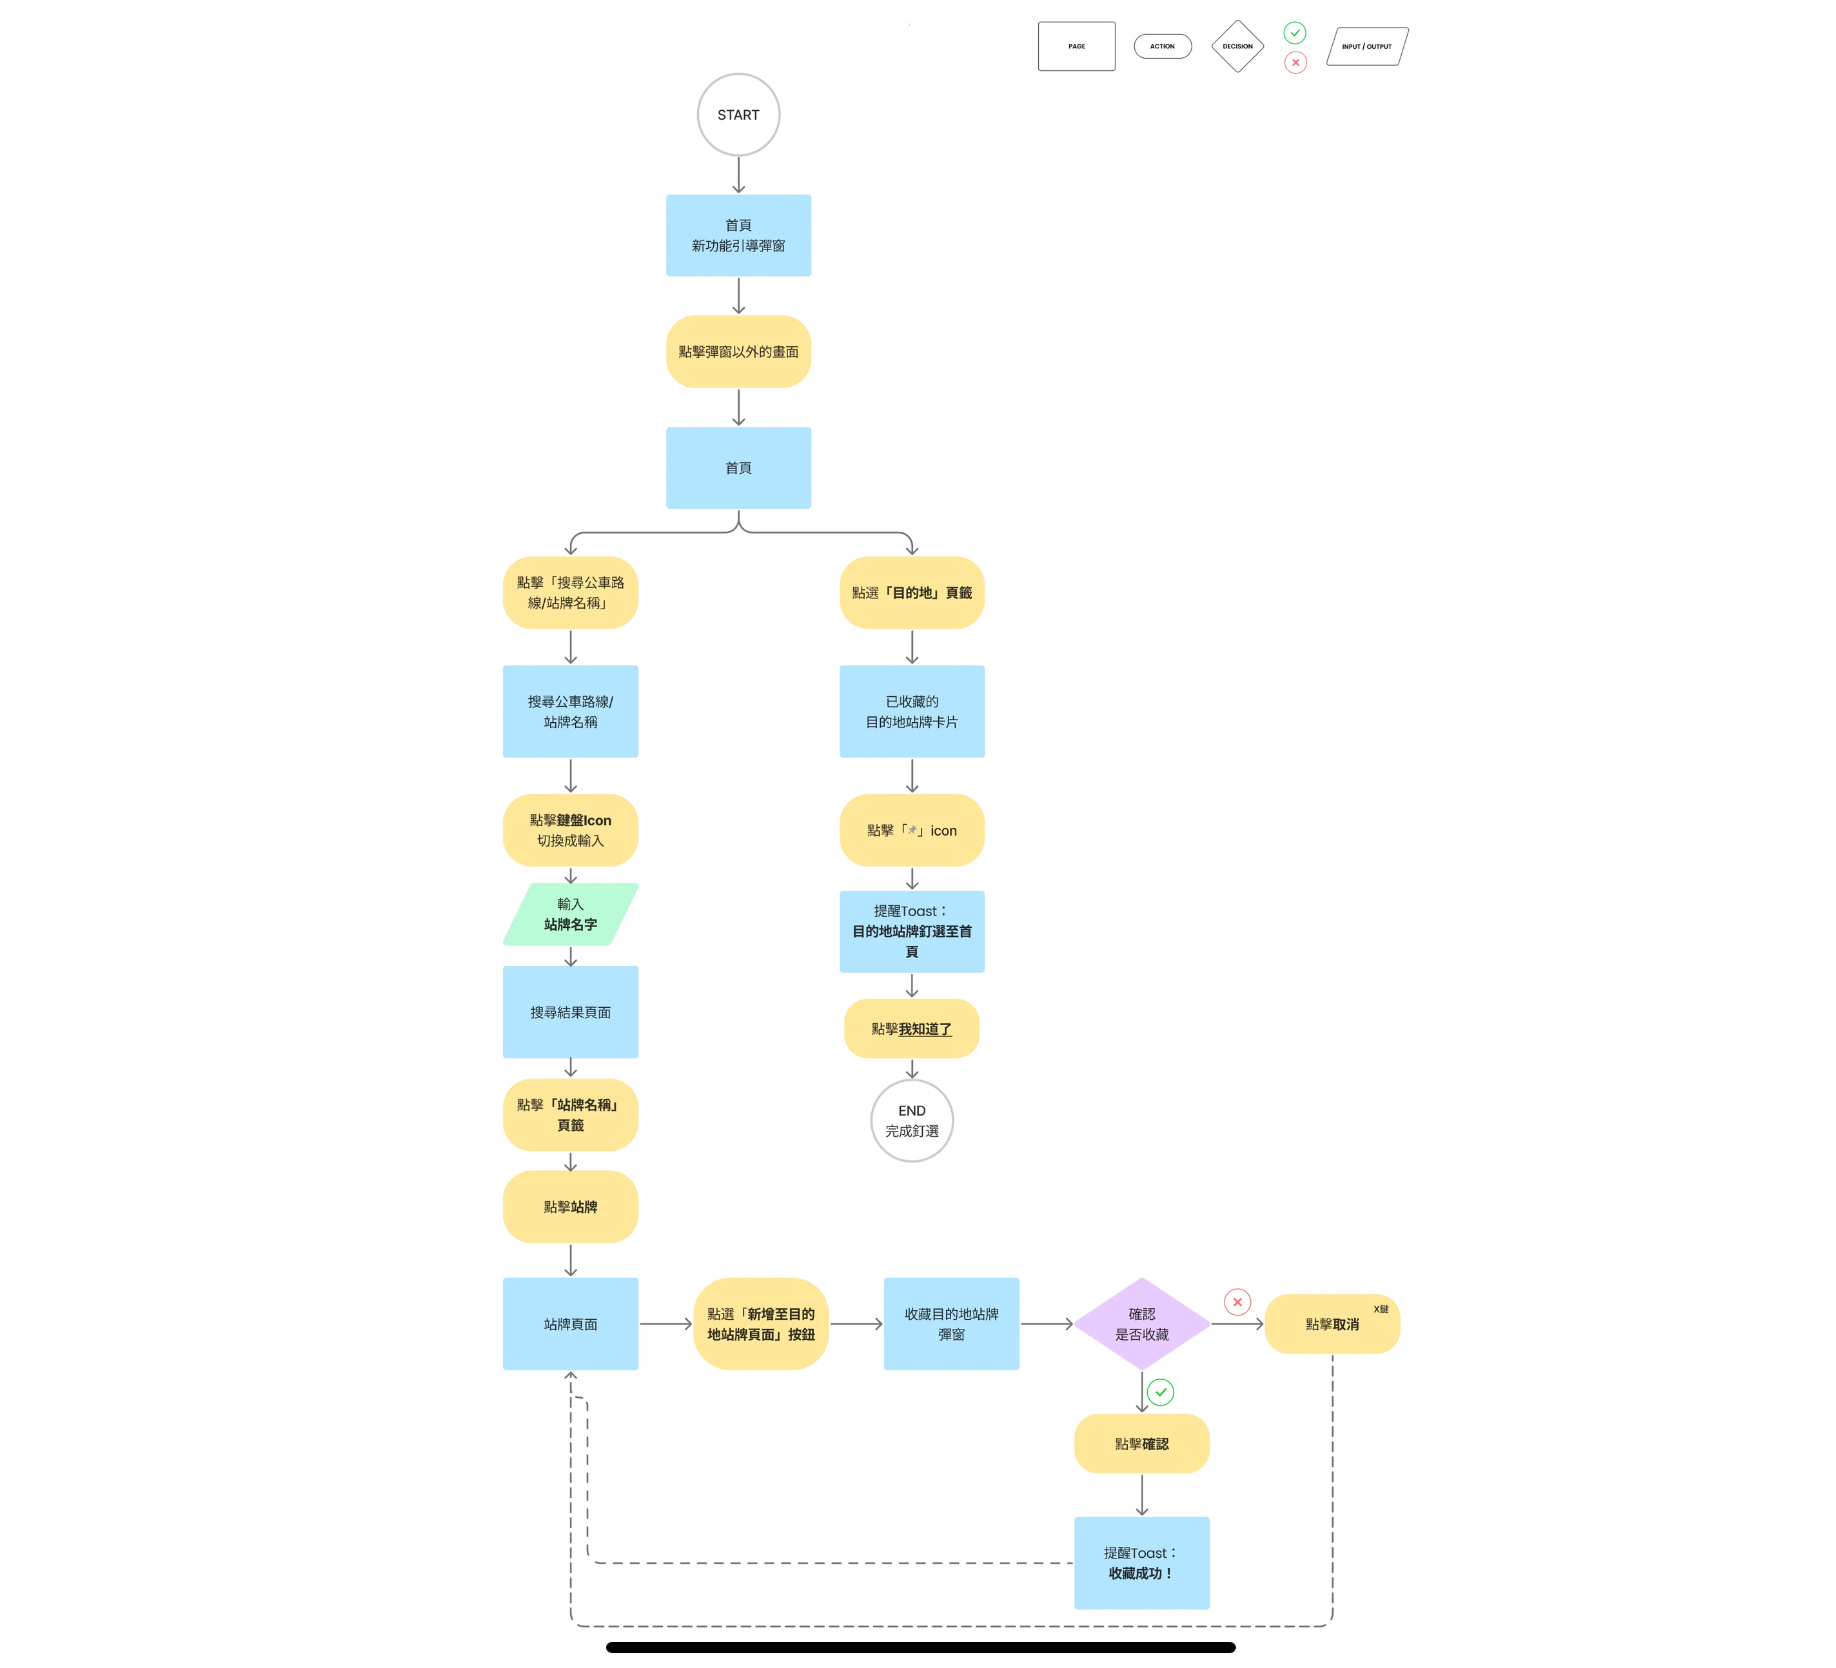 PAGE
ACTION
DECISION
INPUT / OUTPUT
START
首頁
新功能引導彈窗
點擊彈窗以外的畫面
首頁
點擊「搜尋公車路
線/站牌名稱」
搜尋公車路線/
站牌名稱
點擊鍵盤Icon
切換成輸入
輸入
站牌名字
搜尋結果頁面
點擊「站牌名稱」
頁籤
點擊站牌
站牌頁面
點選「目的地」頁籤
已收藏的
目的地站牌卡片
點擊「📌」icon
提醒Toast：
目的地站牌釘選至首
頁
點擊我知道了
END
完成釘選
點選「新增至目的
地站牌頁面」按鈕
收藏目的地站牌
彈窗
確認
是否收藏
X鍵
點擊取消
點擊確認
提醒Toast：
收藏成功！